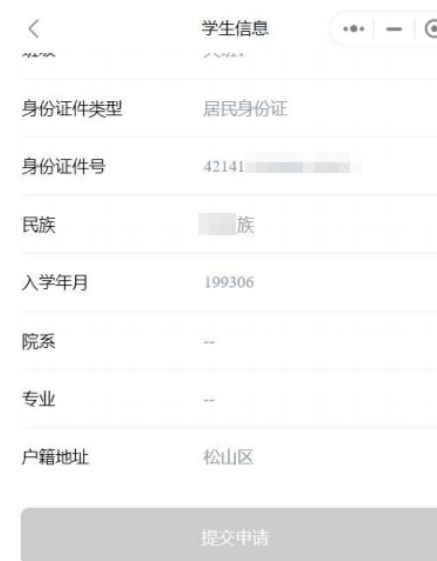 学生信息
身份证件类型 居民身份证
身份证件号 42141
民族 族
入学年月 199306
院系 --
专业 --
户籍地址 松山区
提交申请